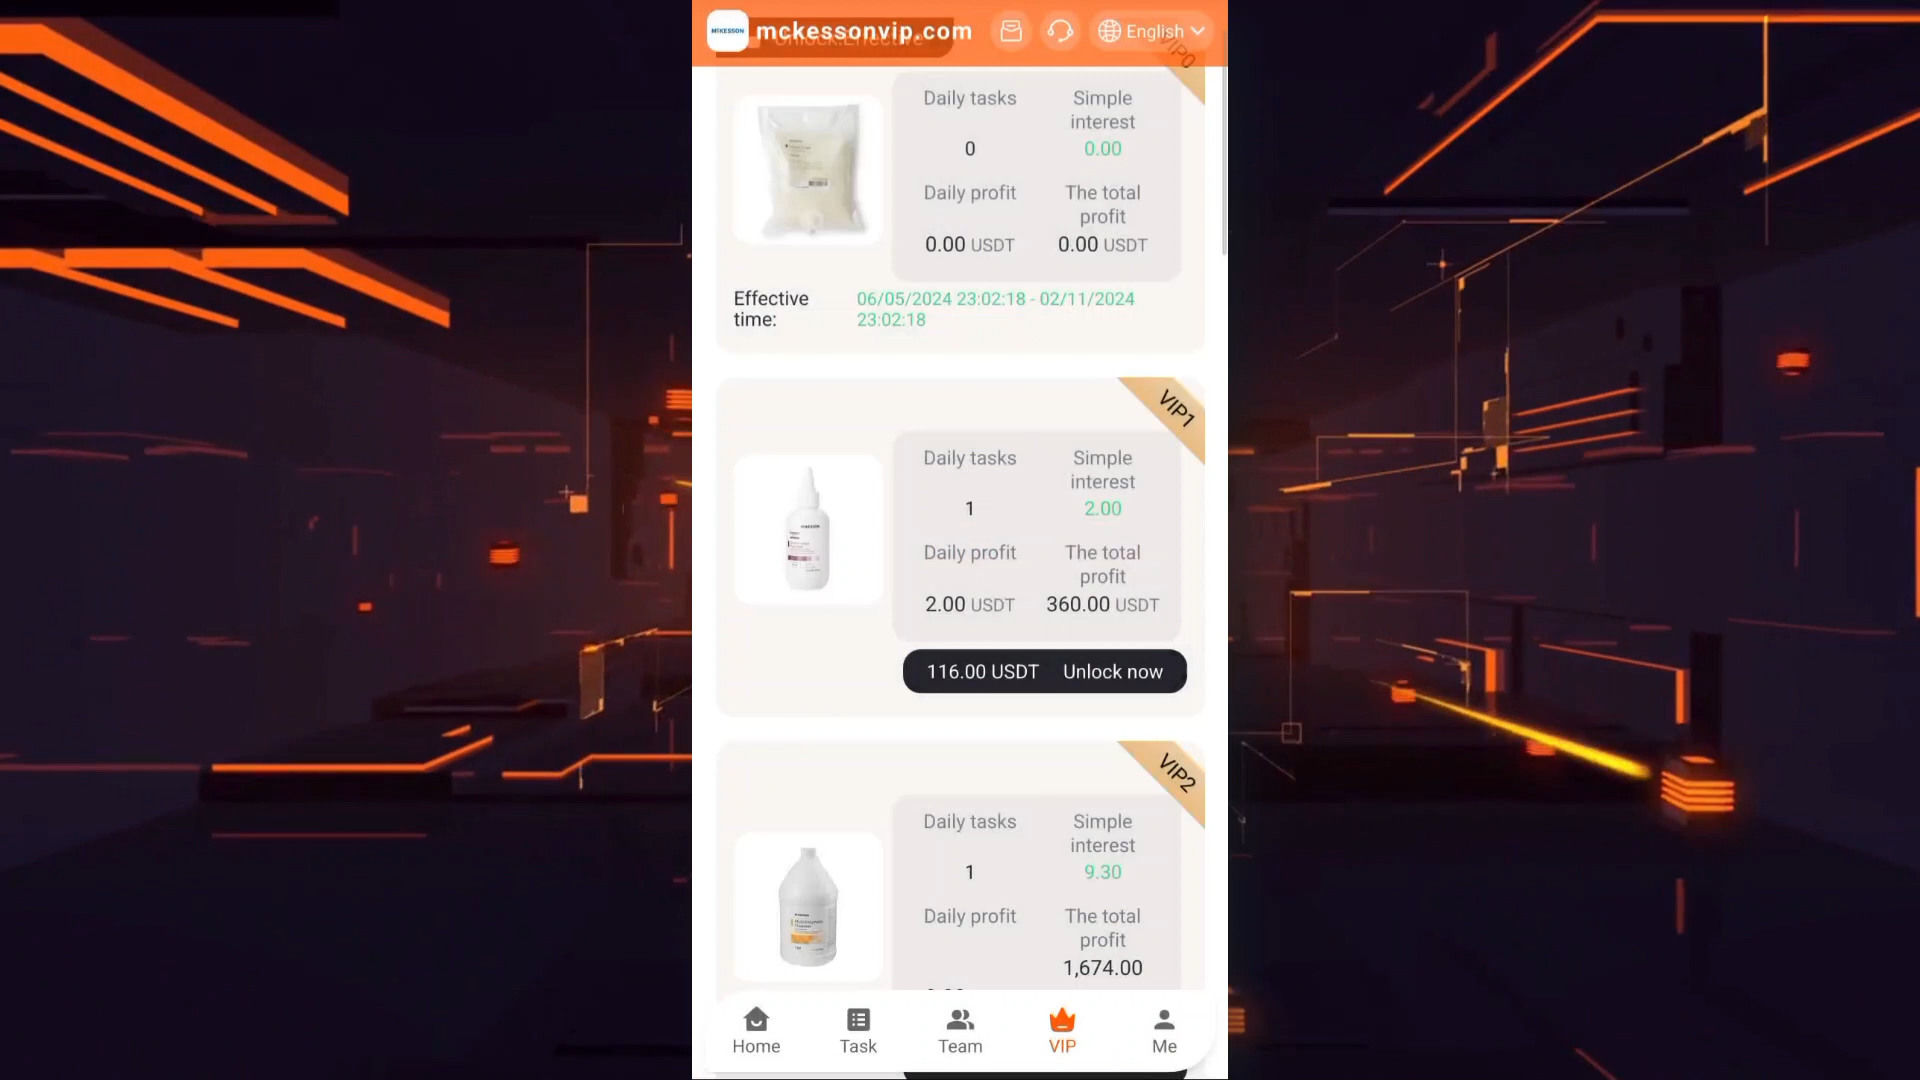 McKESSON
mckessonvip.com
English
VIP0
Daily tasks
Simple
interest
0
0.00
Daily profit
The total
profit
0.00 USDT
0.00 USDT
Effective
time:
06/05/2024 23:02:18 - 02/11/2024
23:02:18
VIP1
Daily tasks
Simple
interest
1
2.00
Daily profit
The total
profit
2.00 USDT
360.00 USDT
116.00 USDT Unlock now
VIP2
Daily tasks
Simple
interest
1
9.30
Daily profit
The total
profit
1,674.00
Home
Task
Team
VIP
Me